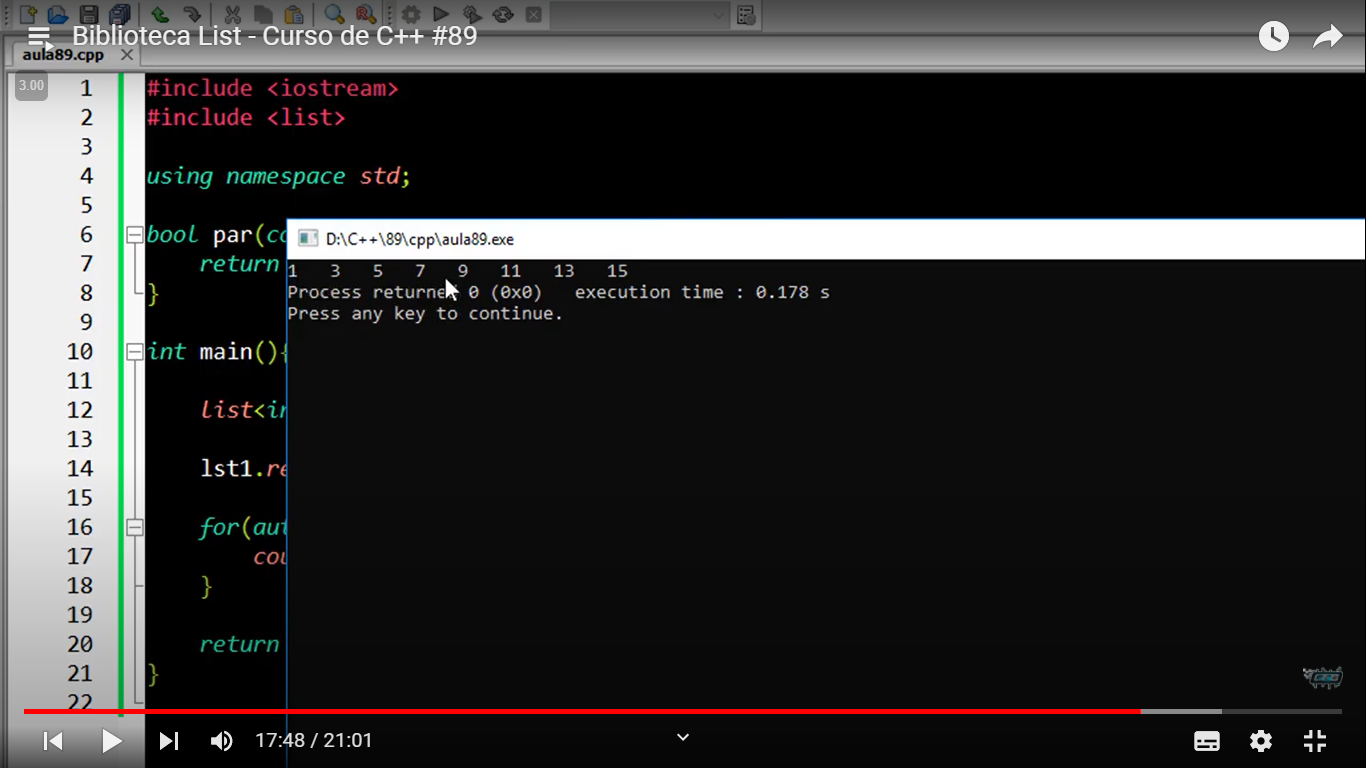 Biblioteca List - Curso de C++ #89
aula89.cpp
3.00
1 #include <iostream>
2 #include <list>
3
4 using namespace std;
5
6 bool par(co
7 return
8 }
9
10 int main(){
11
12 list<in
13
14 lst1.re
15
16 for(aut
17 cou
18 }
19
20 return
21 }
22
D:\C++\89\cpp\aula89.exe
1 3 5 7 9 11 13 15
Process returned 0 (0x0) execution time : 0.178 s
Press any key to continue.
17:48 / 21:01